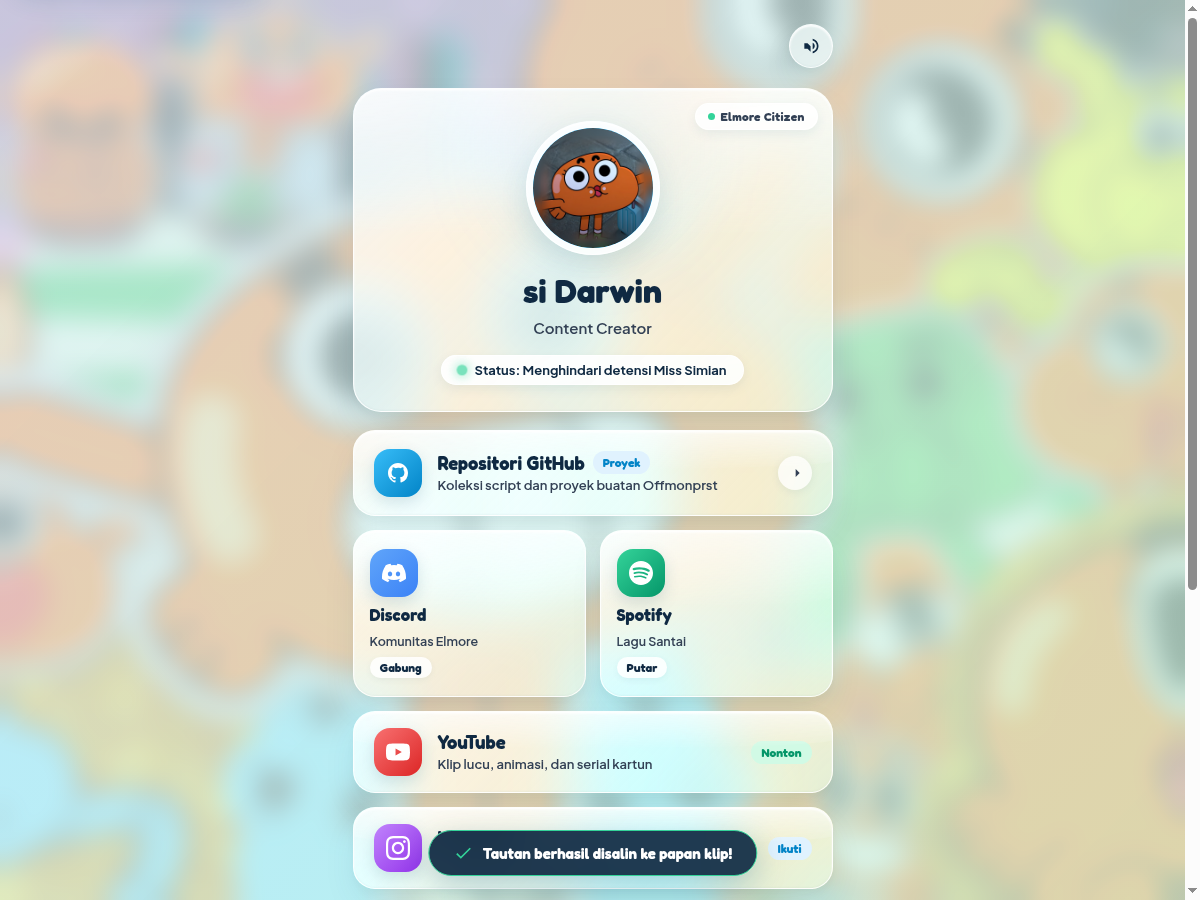 Elmore Citizen
si Darwin
Content Creator
Status: Menghindari detensi Miss Simian
Repositori GitHub Proyek
Koleksi script dan proyek buatan Offmonprst
Discord
Komunitas Elmore
Gabung
Spotify
Lagu Santai
Putar
YouTube
Klip lucu, animasi, dan serial kartun
Nonton
Tautan berhasil disalin ke papan klip!
Ikuti